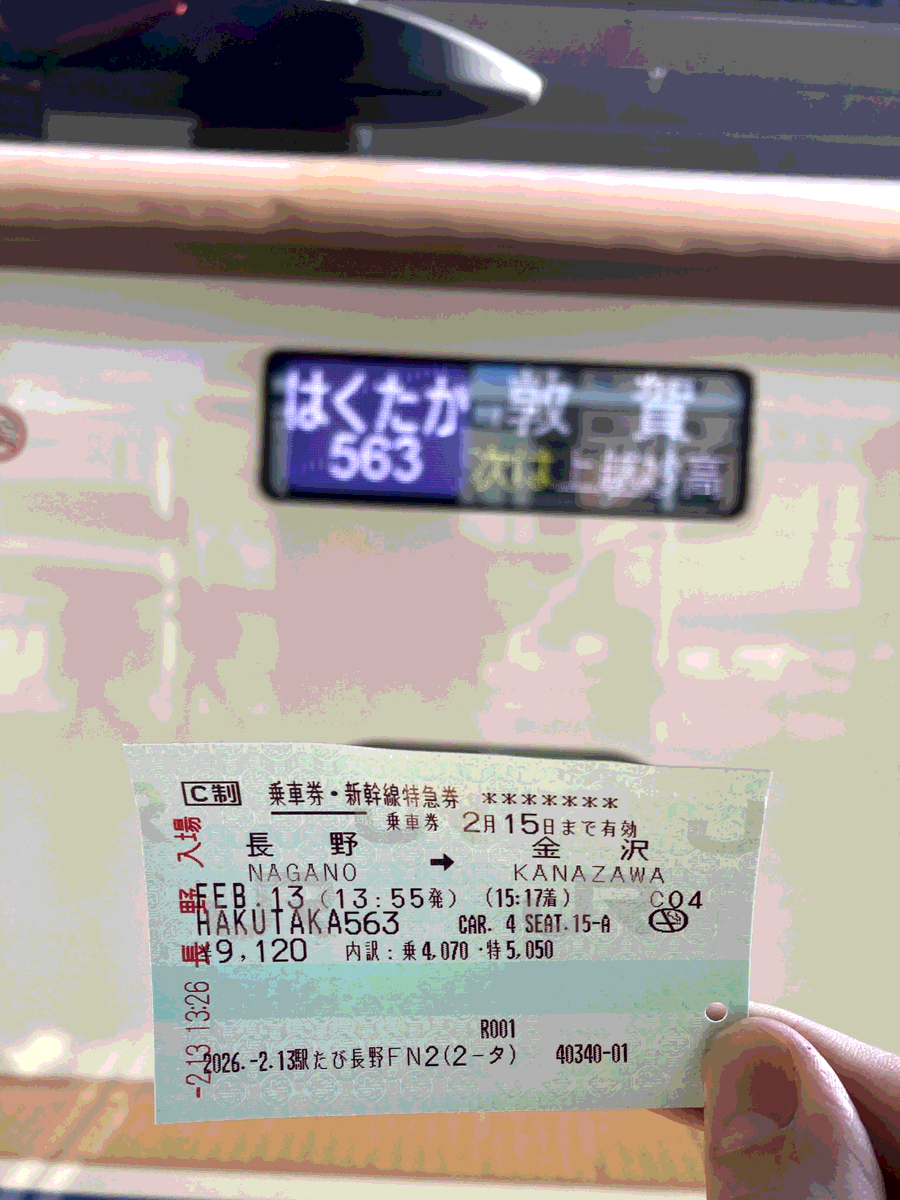 はくたか 敦 賀
563 次は 上越妙高
C制 乗車券・新幹線特急券 *******
乗車券 2月15日まで有効
長 野 → 金 沢
NAGANO KANAZAWA
FEB.13 (13:55発) (15:17着) C04
HAKUTAKA563 CAR. 4 SEAT.15-A
¥9,120 内訳:乗4,070・特5,050
R001
2026.-2.13駅たび長野FN2(2-タ) 40340-01
-2.13 13:26 長 野 入場